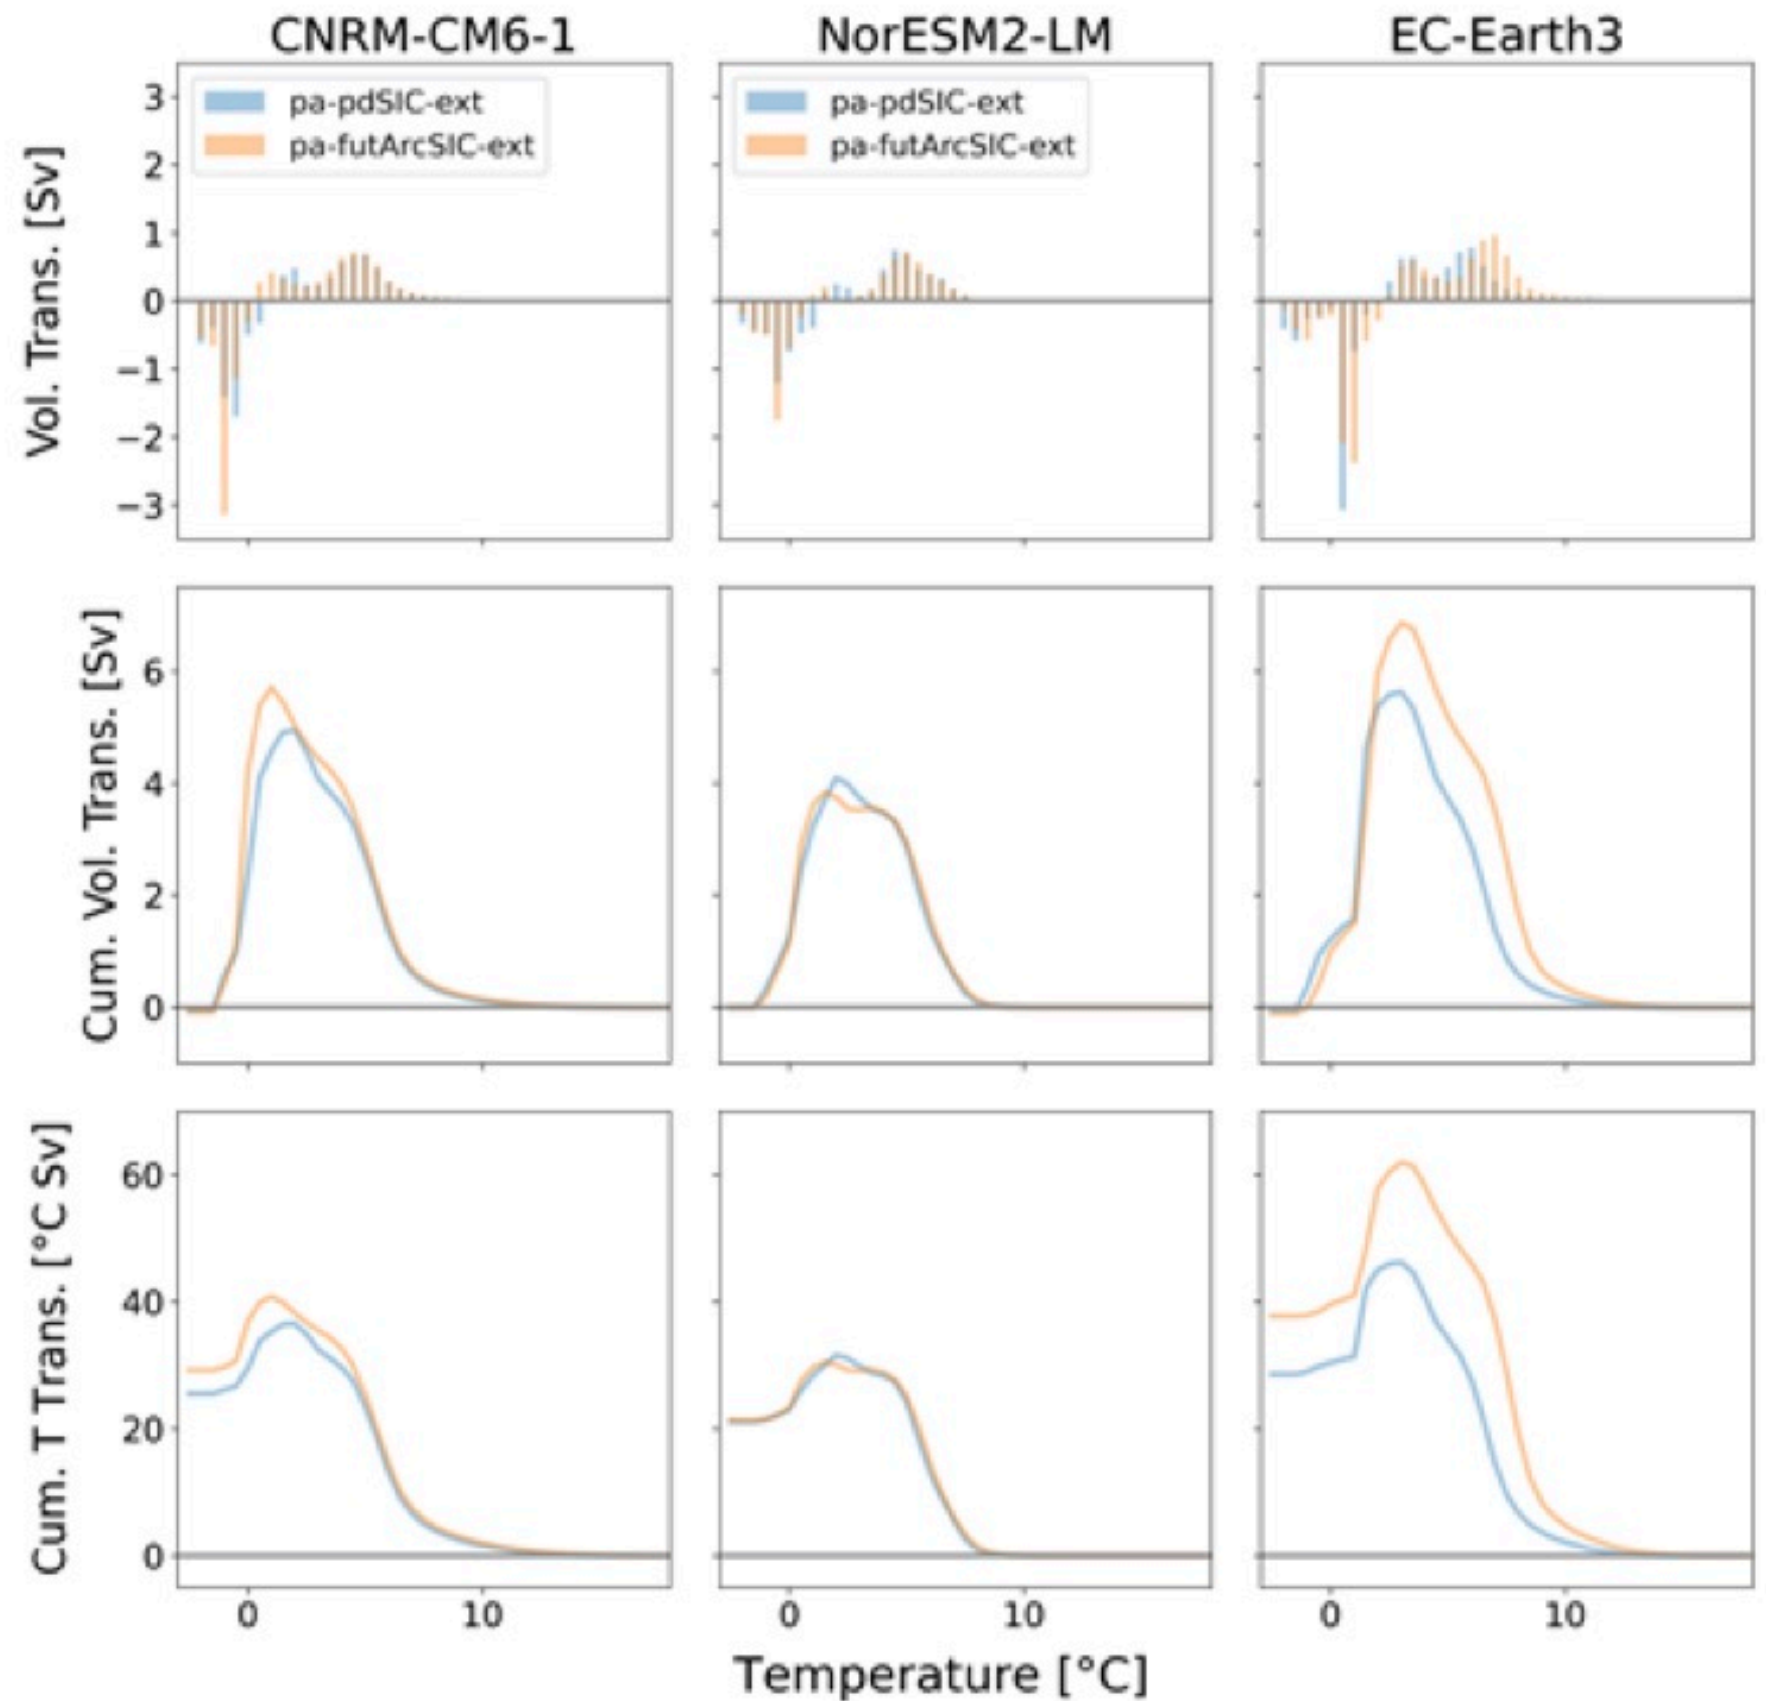 CNRM-CM6-1 NorESM2-LM EC-Earth3
pa-pdSIC-ext
pa-futArcSIC-ext
pa-pdSIC-ext
pa-futArcSIC-ext
Vol. Trans. [Sv]
3
2
1
0
−1
−2
−3
Cum. Vol. Trans. [Sv]
6
4
2
0
Cum. T Trans. [°C Sv]
60
40
20
0
0 10 0 10 0 10
Temperature [°C]